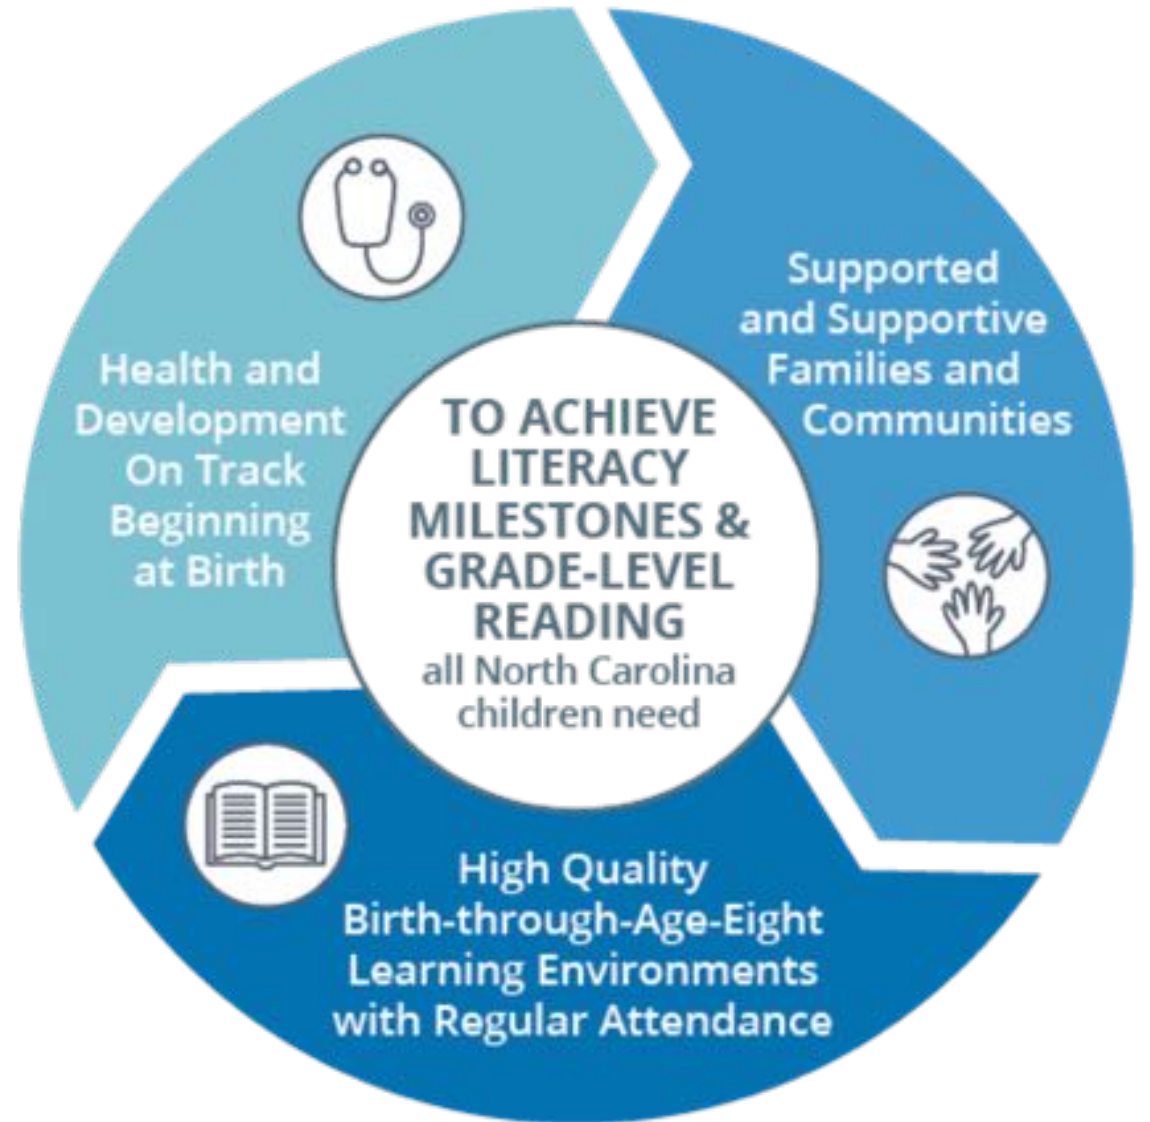 TO ACHIEVE
LITERACY
MILESTONES &
GRADE-LEVEL
READING
all North Carolina
children need
Health and
Development
On Track
Beginning
at Birth
Supported
and Supportive
Families and
Communities
High Quality
Birth-through-Age-Eight
Learning Environments
with Regular Attendance